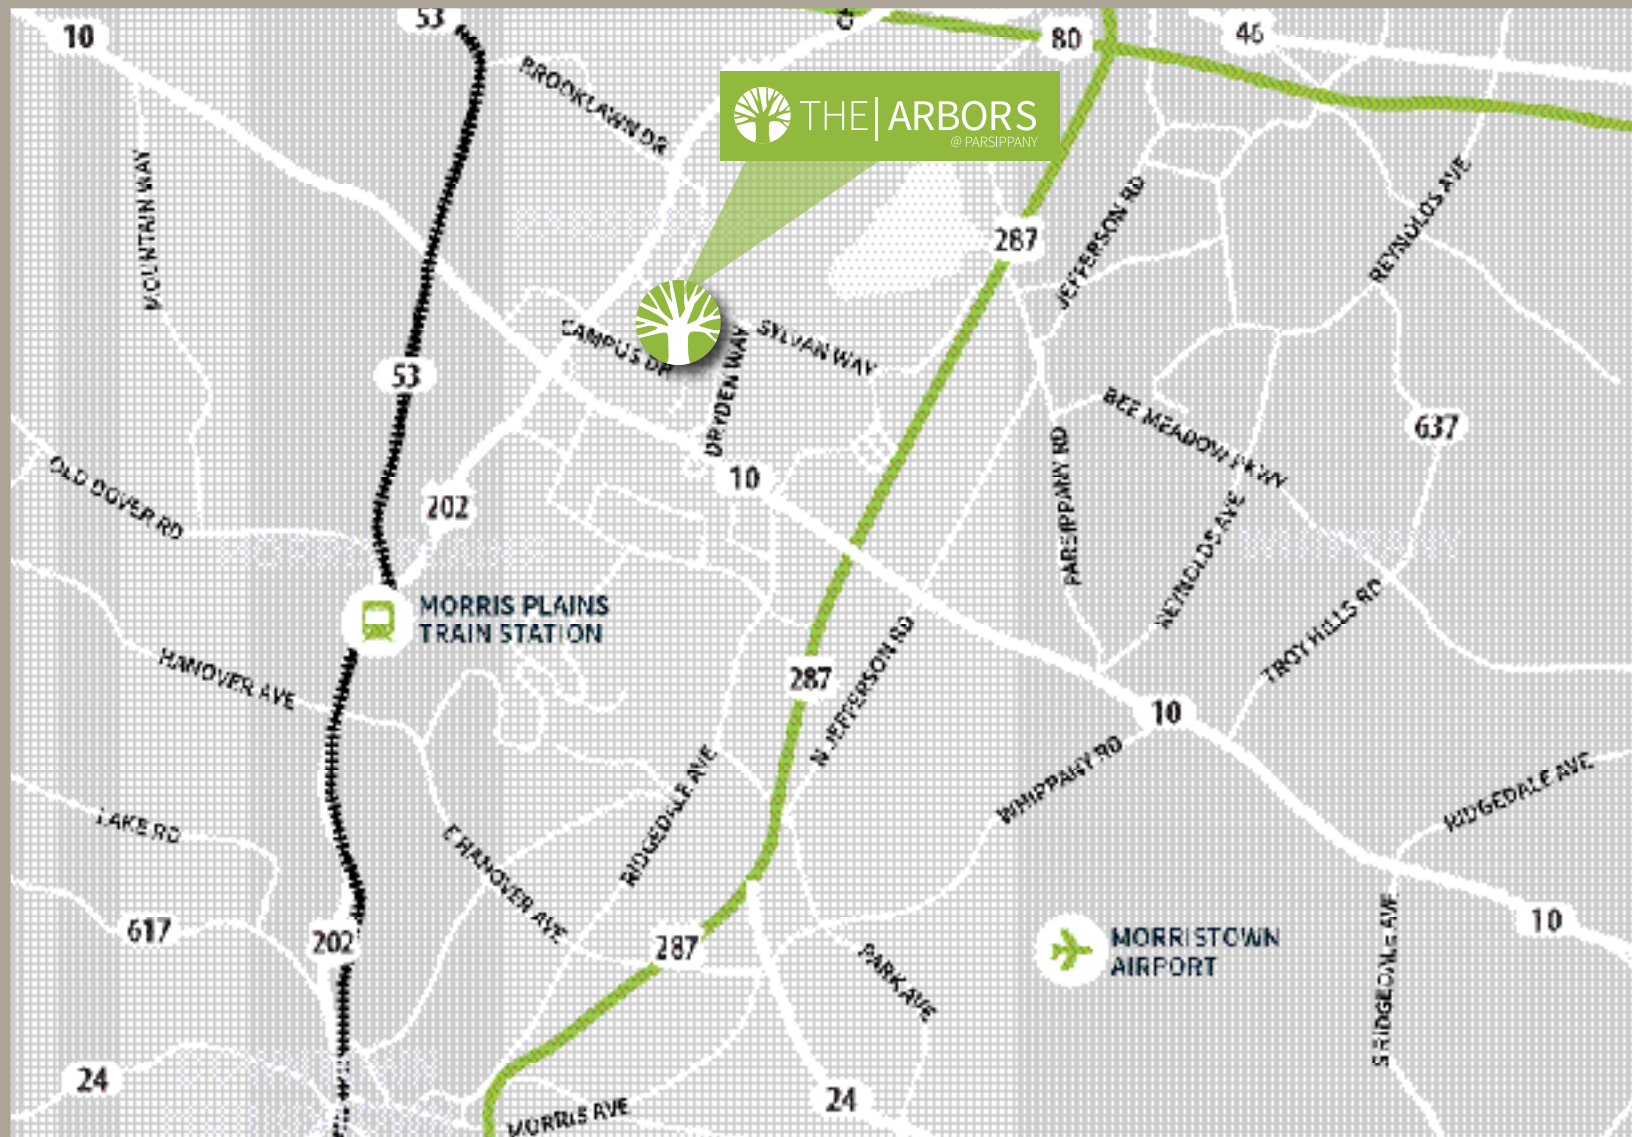 53
10
80
46
BROOKLAWN DR
THE | ARBORS
@ PARSIPPANY
MOUNTAIN WAY
JEFFERSON RD
REYNOLDS AVE
287
CAMPUS DR
SYLVAN WAY
DRYDEN WAY
53
BEE MEADOW PKWY
637
OLD DOVER RD
202
10
PARSIPPANY RD
REYNOLDS AVE
MORRIS PLAINS
TRAIN STATION
TROY HILLS RD
HANOVER AVE
287
N JEFFERSON RD
10
WHIPPANY RD
RIDGEDALE AVE
RIDGEDALE AVE
LAKE RD
E HANOVER AVE
617
202
287
PARK AVE
MORRISTOWN
AIRPORT
10
S RIDGEDALE AVE
24
24
MORRIS AVE